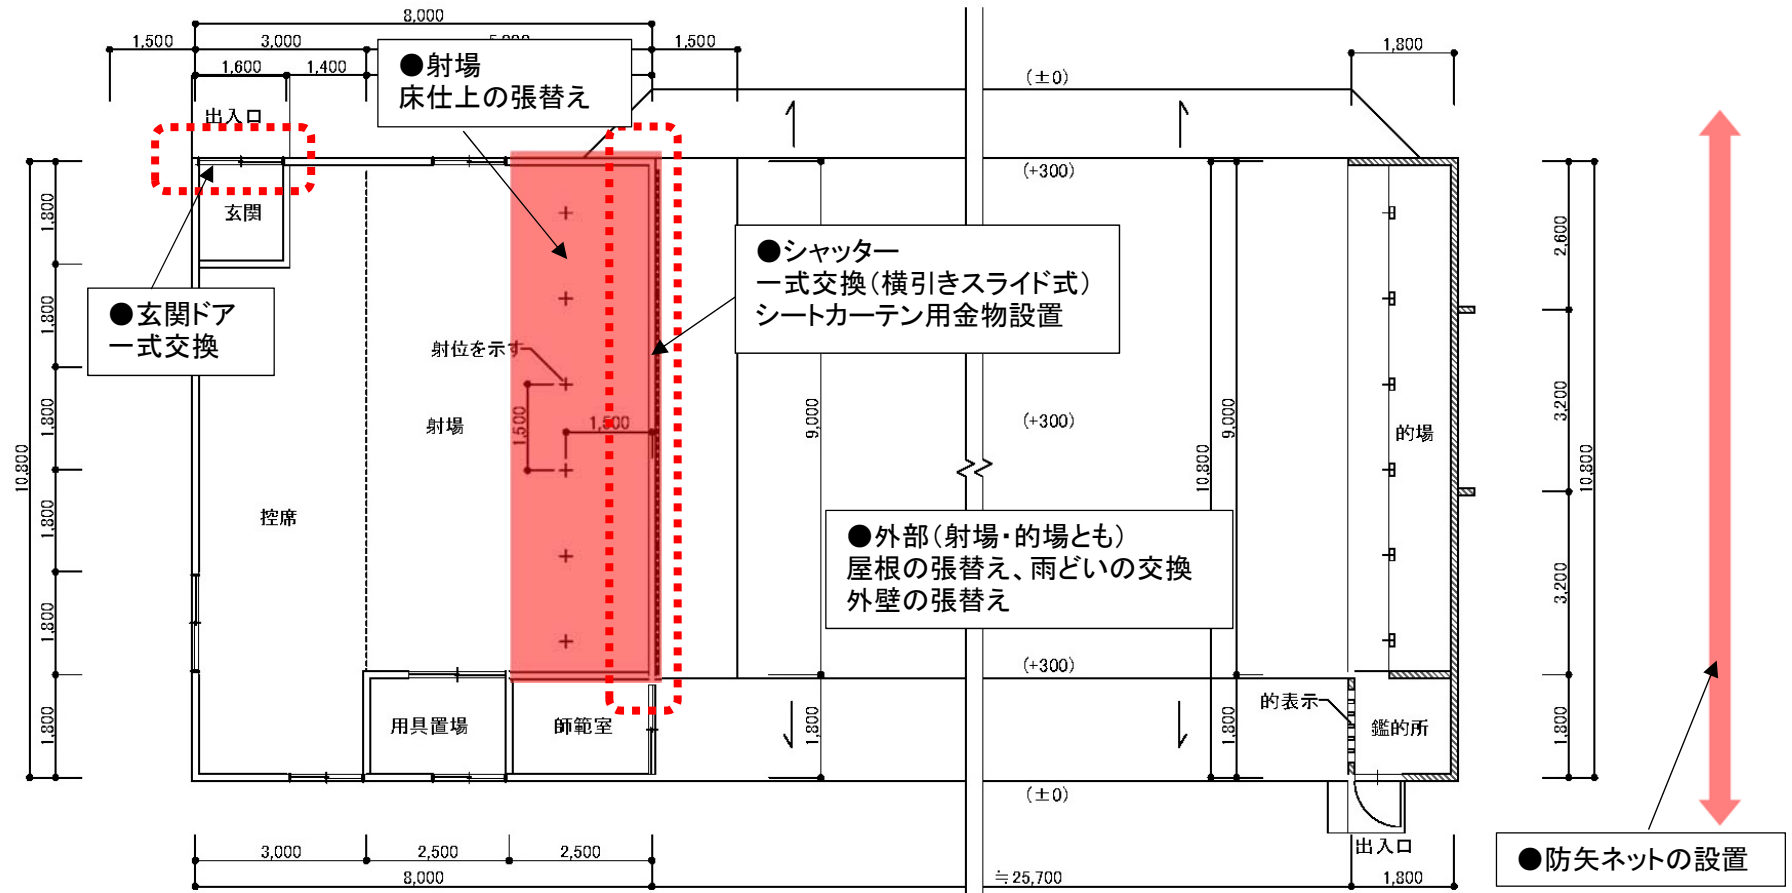 8,000
1,500
3,000
1,500
1,800
1,600
1,400
●射場
床仕上の張替え
(±0)
出入口
(+300)
玄関
●シャッター
一式交換(横引きスライド式)
シートカーテン用金物設置
●玄関ドア
一式交換
射位を示す
射場
1,500
1,500
控席
(+300)
的場
●外部(射場・的場とも)
屋根の張替え、雨どいの交換
外壁の張替え
(+300)
用具置場
師範室
的表示
鑑的所
(±0)
出入口
●防矢ネットの設置
10,800
1,800
1,800
1,800
1,800
1,800
1,800
9,000
1,800
10,800
9,000
1,800
2,600
3,200
3,200
1,800
10,800
3,000
2,500
2,500
8,000
≒25,700
1,800